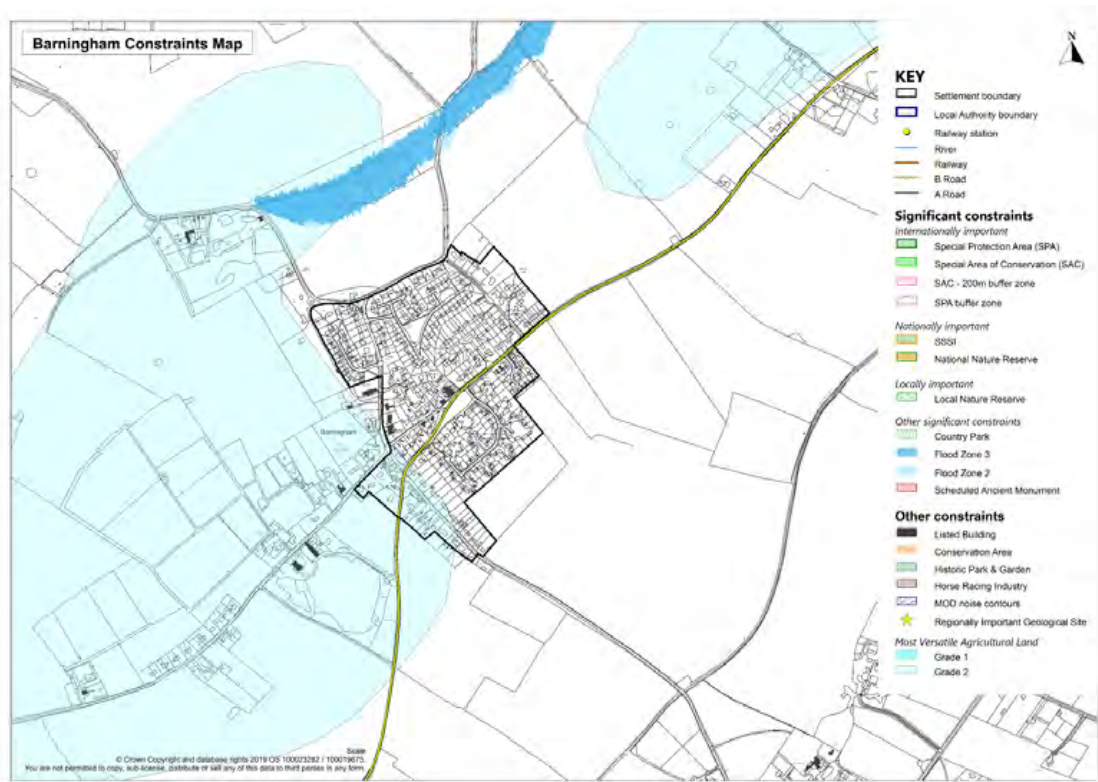 Barningham Constraints Map
N
KEY
Settlement boundary
Local Authority boundary
Railway station
River
Railway
B Road
A Road
Significant constraints
Internationally important
Special Protection Area (SPA)
Special Area of Conservation (SAC)
SAC - 200m buffer zone
SPA buffer zone
Nationally important
SSSI
National Nature Reserve
Locally important
Local Nature Reserve
Other significant constraints
Country Park
Flood Zone 3
Flood Zone 2
Scheduled Ancient Monument
Other constraints
Listed Building
Conservation Area
Historic Park & Garden
Horse Racing Industry
MOD noise contours
Regionally Important Geological Site
Most Versatile Agricultural Land
Grade 1
Grade 2
Barningham
Scale
© Crown Copyright and database rights 2019 OS 100023282 / 100019675.
You are not permitted to copy, sub-license, distribute or sell any of this data to third parties in any form.